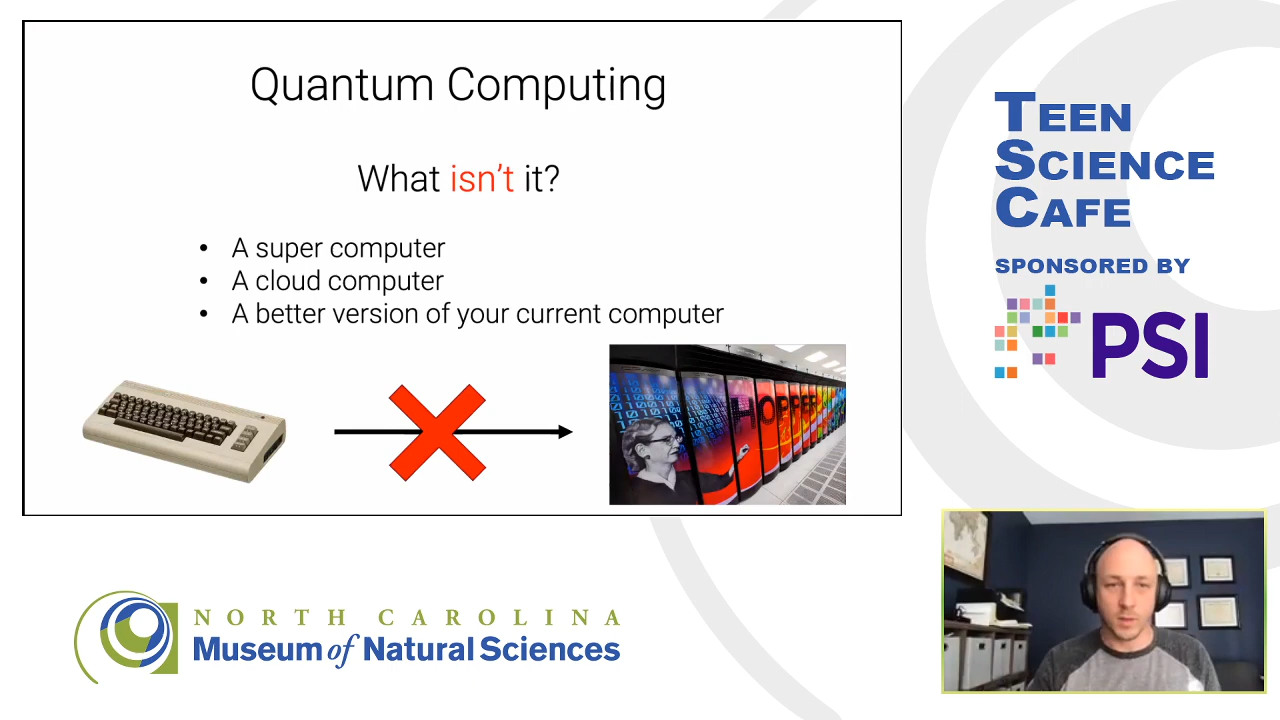 Quantum Computing
What isn't it?
• A super computer
• A cloud computer
• A better version of your current computer
HOPPER
TEEN
SCIENCE
CAFE
SPONSORED BY
PSI
NORTH CAROLINA
Museum of Natural Sciences